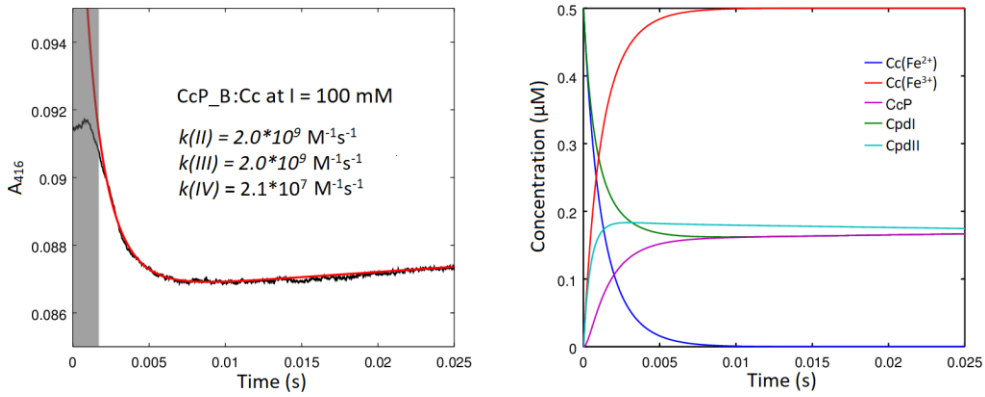 0.094
0.092
0.09
0.088
0.086
A416
CcP_B:Cc at I = 100 mM
k(II) = 2.0*10⁹ M⁻¹s⁻¹
k(III) = 2.0*10⁹ M⁻¹s⁻¹
k(IV) = 2.1*10⁷ M⁻¹s⁻¹
0 0.005 0.01 0.015 0.02 0.025
Time (s)
0.5
0.4
0.3
0.2
0.1
0
Concentration (µM)
Cc(Fe²⁺)
Cc(Fe³⁺)
CcP
CpdI
CpdII
0 0.005 0.01 0.015 0.02 0.025
Time (s)